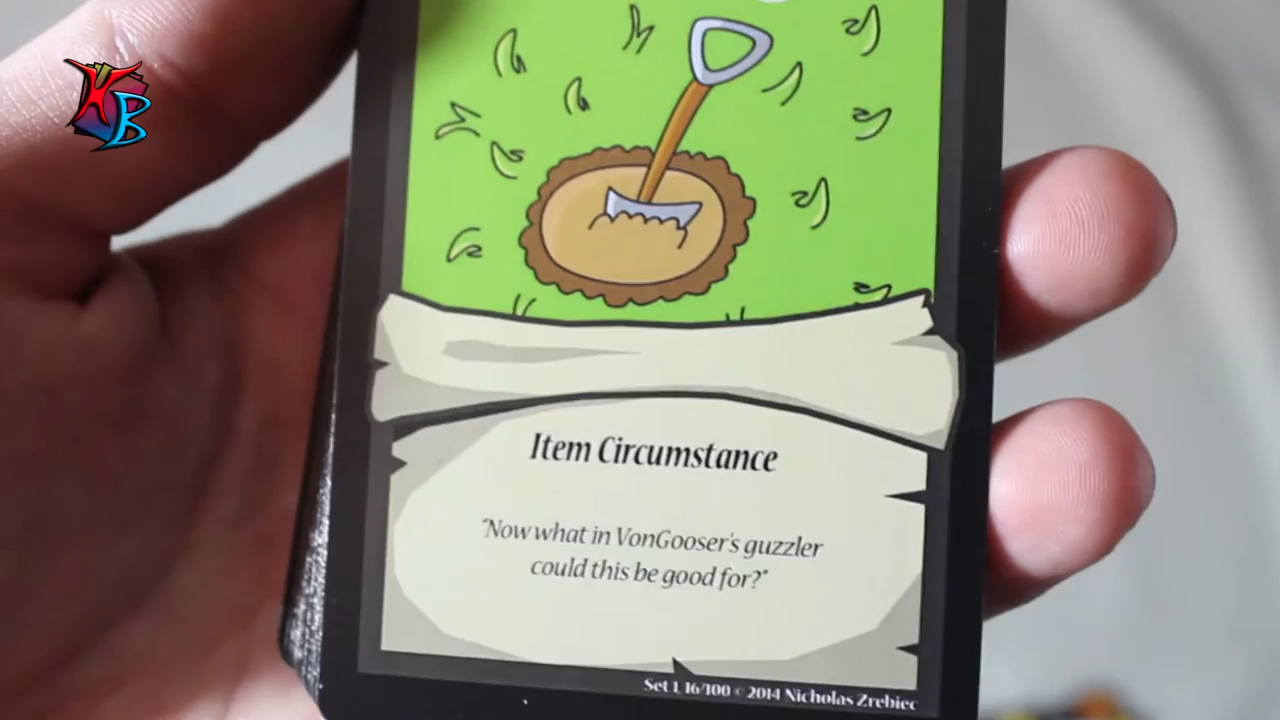 KB
Item Circumstance
"Now what in VonGooser's guzzler
could this be good for?"
Set 1, 16/100 © 2014 Nicholas Zrebiec